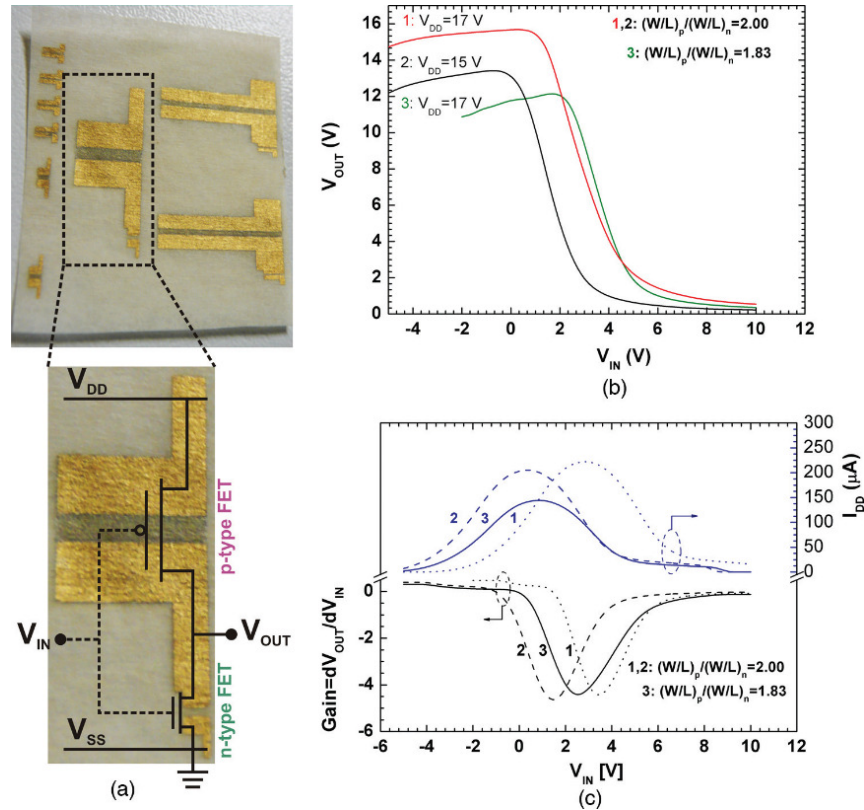 V_DD
p-type FET
V_IN
V_OUT
n-type FET
V_SS
(a)
16
14
12
10
8
6
4
2
0
V_OUT (V)
1: V_DD=17 V
2: V_DD=15 V
3: V_DD=17 V
1,2: (W/L)_p/(W/L)_n=2.00
3: (W/L)_p/(W/L)_n=1.83
-4 -2 0 2 4 6 8 10 12
V_IN (V)
(b)
300
250
200
150
100
50
0
I_DD (μA)
2 3 1
0
-2
-4
-6
Gain=dV_OUT/dV_IN
2 3 1
1,2: (W/L)_p/(W/L)_n=2.00
3: (W/L)_p/(W/L)_n=1.83
-6 -4 -2 0 2 4 6 8 10 12
V_IN [V]
(c)